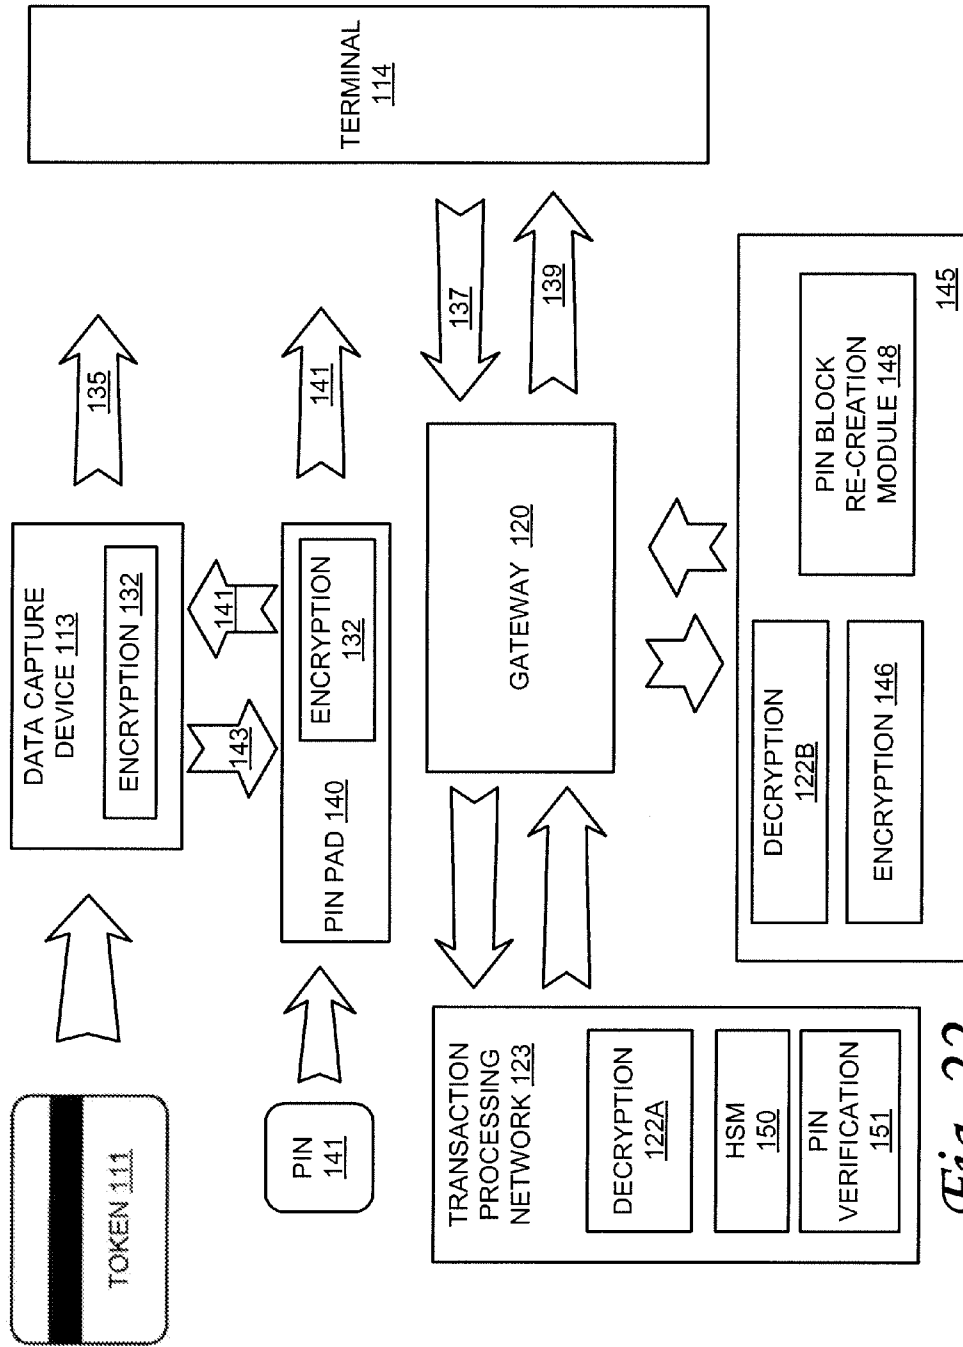 TOKEN 111
DATA CAPTURE
DEVICE 113
ENCRYPTION 132
135
143
141
PIN
141
PIN PAD 140
ENCRYPTION
132
141
TERMINAL
114
TRANSACTION
PROCESSING
NETWORK 123
DECRYPTION
122A
HSM
150
PIN
VERIFICATION
151
GATEWAY 120
137
139
DECRYPTION
122B
ENCRYPTION 146
PIN BLOCK
RE-CREATION
MODULE 148
145
Fig. 22